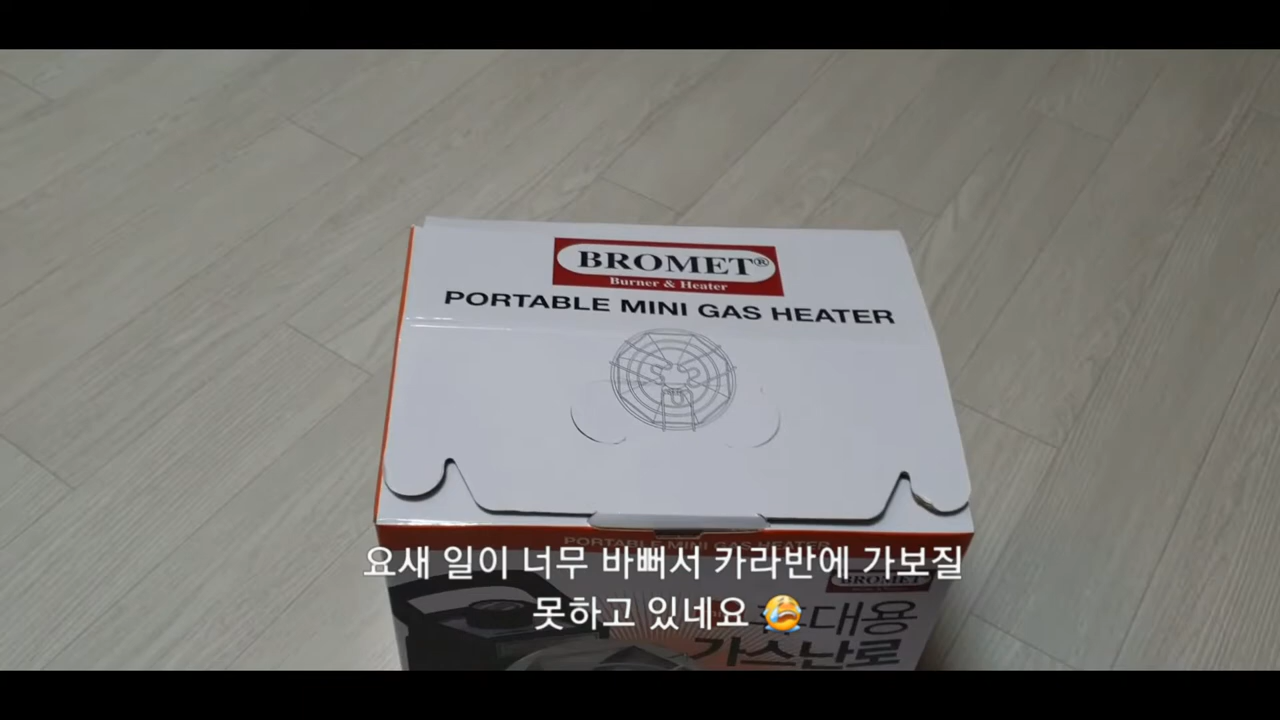 BROMET®
Burner & Heater
PORTABLE MINI GAS HEATER
PORTABLE MINI GAS HEATER
요새 일이 너무 바뻐서 카라반에 가보질
BROMET
못하고 있네요 😭
휴대용
가스난로